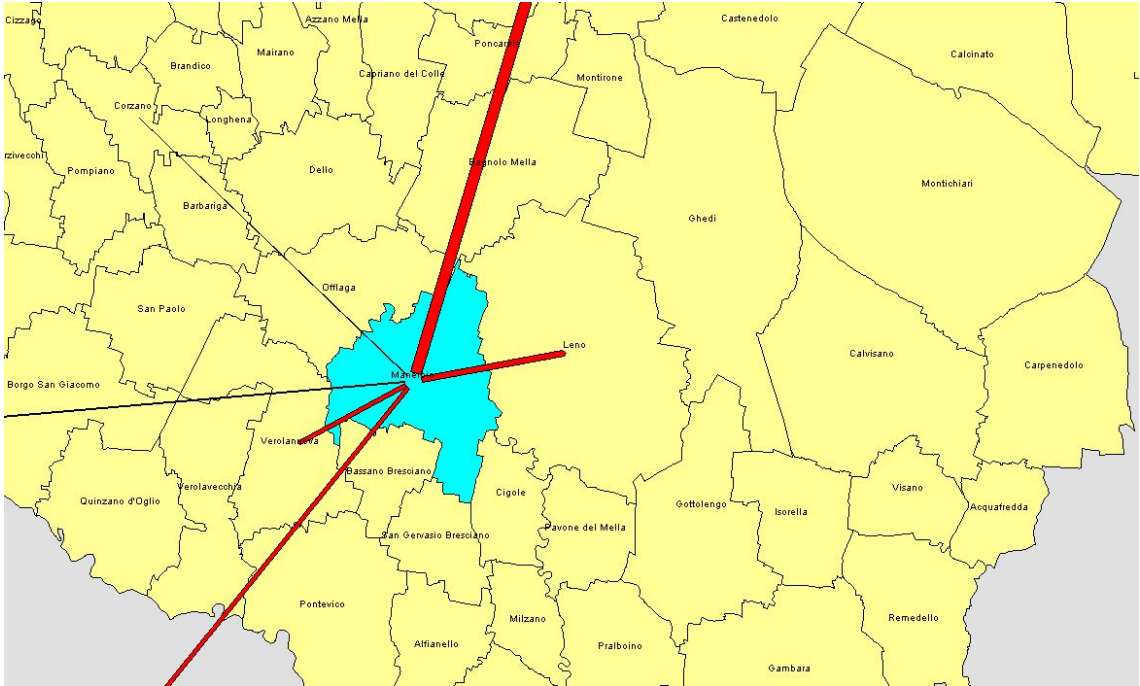 Cizzago
Azzano Mella
Castenedolo
Mairano
Poncarale
Brandico
Calcinato
Capriano del Colle
Montirone
Corzano
Longhena
Bagnolo Mella
Dello
Pompiano
Montichiari
Barbariga
Ghedi
Offlaga
San Paolo
Leno
Calvisano
Carpenedolo
Borgo San Giacomo
Verolanuova
Bassano Bresciano
Verolavecchia
Visano
Cigole
Quinzano d'Oglio
Gottolengo
Acquafredda
Isorella
Pavone del Mella
San Gervasio Bresciano
Pontevico
Milzano
Remedello
Alfianello
Pralboino
Gambara